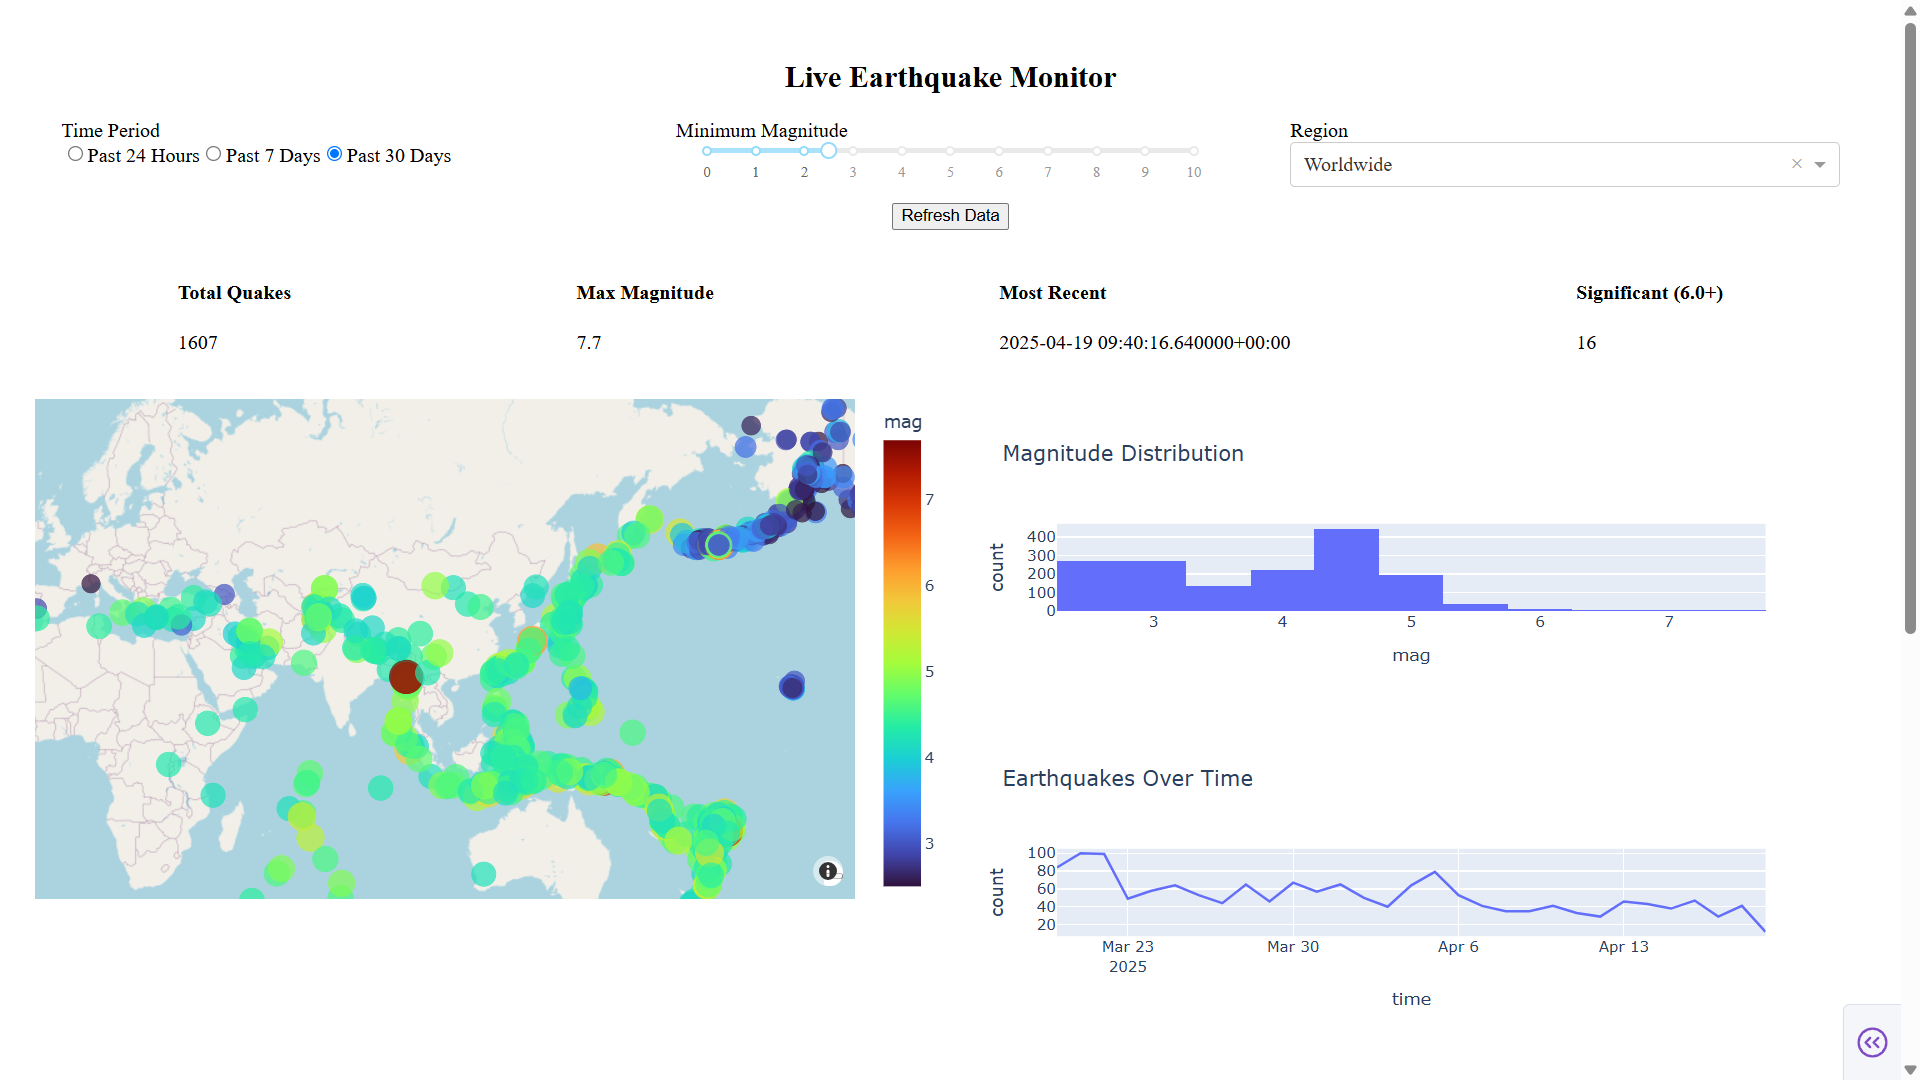 Live Earthquake Monitor
Time Period
Past 24 Hours Past 7 Days Past 30 Days
Minimum Magnitude
0 1 2 3 4 5 6 7 8 9 10
Region
Worldwide
Refresh Data
Total Quakes
1607
Max Magnitude
7.7
Most Recent
2025-04-19 09:40:16.640000+00:00
Significant (6.0+)
16
mag
7
6
5
4
3
Magnitude Distribution
count
400
300
200
100
0
3 4 5 6 7
mag
Earthquakes Over Time
count
100
80
60
40
20
Mar 23 Mar 30 Apr 6 Apr 13
2025
time